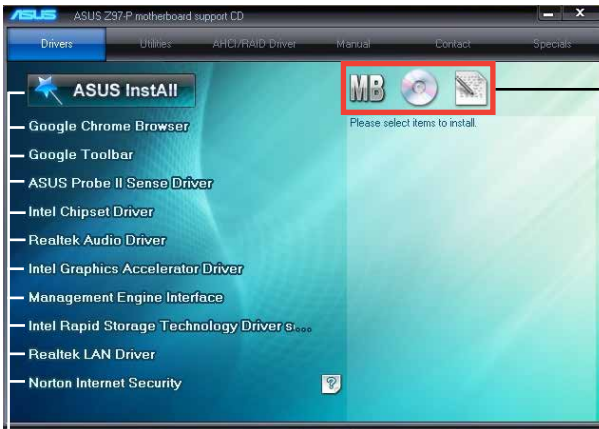 ASUS ASUS Z97-P motherboard support CD
Drivers Utilities AHCI/RAID Driver Manual Contact Specials
ASUS InstAll
MB
Please select items to install.
Google Chrome Browser
Google Toolbar
ASUS Probe II Sense Driver
Intel Chipset Driver
Realtek Audio Driver
Intel Graphics Accelerator Driver
Management Engine Interface
Intel Rapid Storage Technology Driver s....
Realtek LAN Driver
Norton Internet Security
?